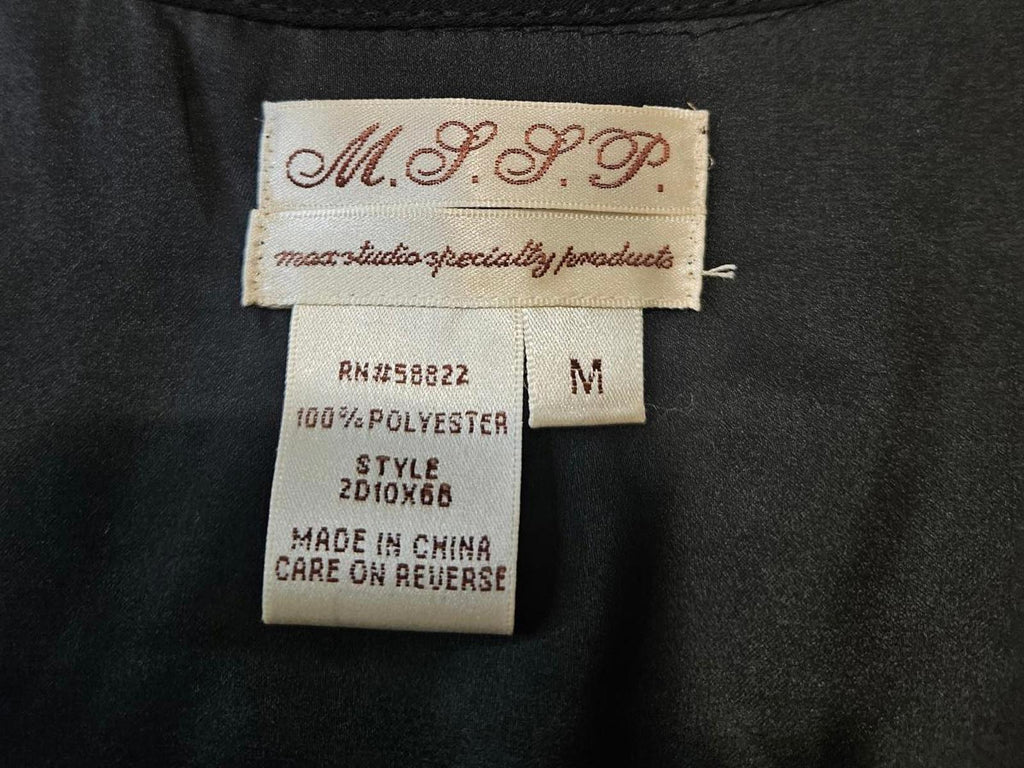 M.S.S.P.
max studio specialty products
RN#58822
M
100% POLYESTER
STYLE
2D10X6B
MADE IN CHINA
CARE ON REVERSE